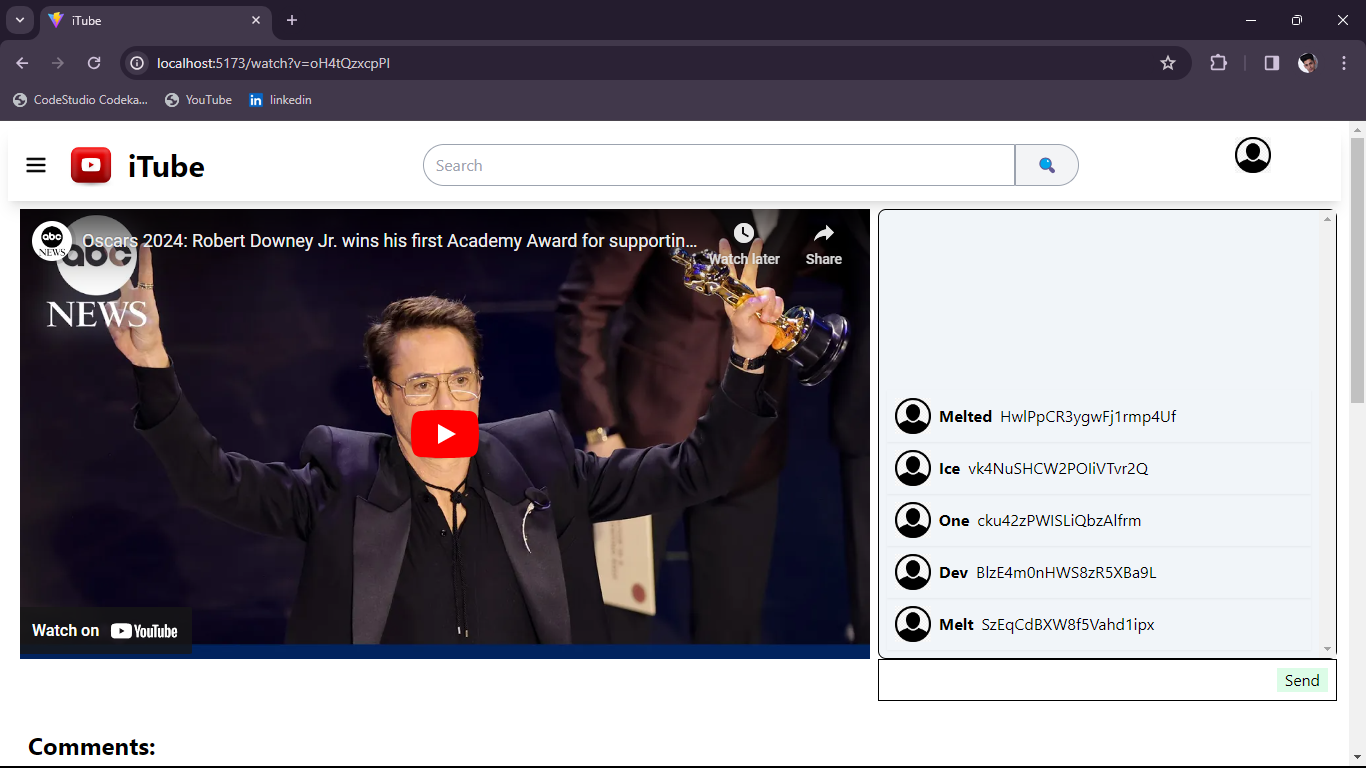 iTube
localhost:5173/watch?v=oH4tQzxcpPI
CodeStudio Codeka...
YouTube
linkedin
iTube
Search
abc NEWS
Oscars 2024: Robert Downey Jr. wins his first Academy Award for supportin...
Watch later
Share
abc
NEWS
Watch on YouTube
Melted HwlPpCR3ygwFj1rmp4Uf
Ice vk4NuSHCW2POIiVTvr2Q
One cku42zPWISLiQbzAlfrm
Dev BlzE4m0nHWS8zR5XBa9L
Melt SzEqCdBXW8f5Vahd1ipx
Send
Comments: